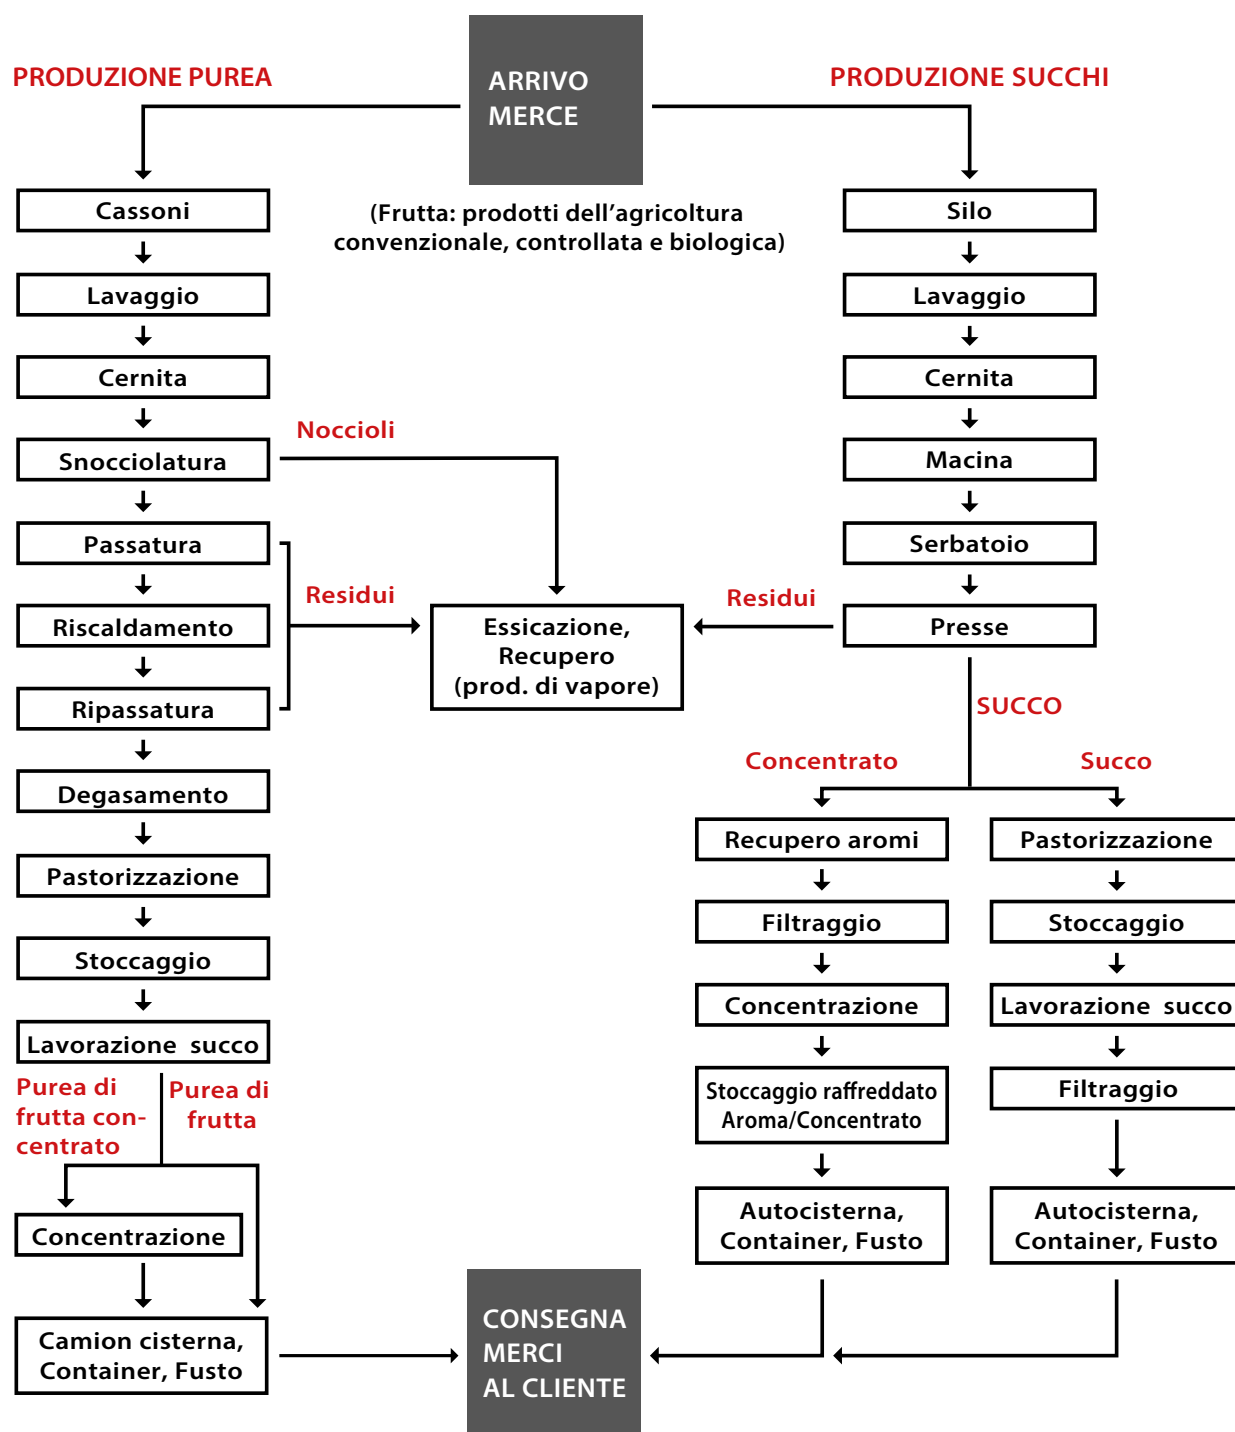 PRODUZIONE PUREA
ARRIVO
MERCE
PRODUZIONE SUCCHI
(Frutta: prodotti dell’agricoltura
convenzionale, controllata e biologica)
Cassoni
Lavaggio
Cernita
Snocciolatura
Noccioli
Passatura
Riscaldamento
Ripassatura
Residui
Degasamento
Pastorizzazione
Stoccaggio
Lavorazione succo
Purea di
frutta con-
centrato
Purea di
frutta
Concentrazione
Camion cisterna,
Container, Fusto
Essicazione,
Recupero
(prod. di vapore)
Silo
Lavaggio
Cernita
Macina
Serbatoio
Presse
Residui
SUCCO
Concentrato
Recupero aromi
Filtraggio
Concentrazione
Stoccaggio raffreddato
Aroma/Concentrato
Autocisterna,
Container, Fusto
Succo
Pastorizzazione
Stoccaggio
Lavorazione succo
Filtraggio
Autocisterna,
Container, Fusto
CONSEGNA
MERCI
AL CLIENTE